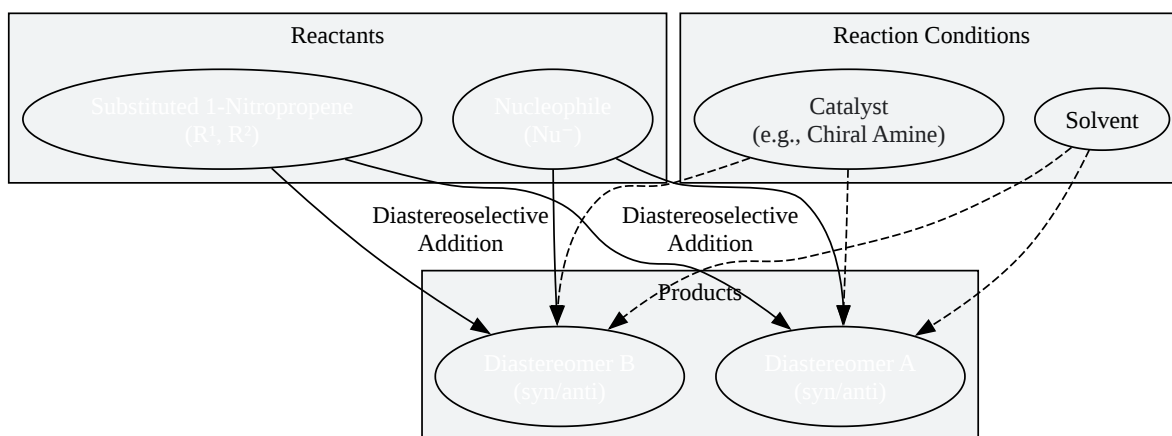 Reactants
Reaction Conditions
Substituted 1-Nitropropene
(R¹, R²)
Nucleophile
(Nu⁻)
Catalyst
(e.g., Chiral Amine)
Solvent
Diastereoselective
Addition
Diastereoselective
Addition
Products
Diastereomer B
(syn/anti)
Diastereomer A
(syn/anti)